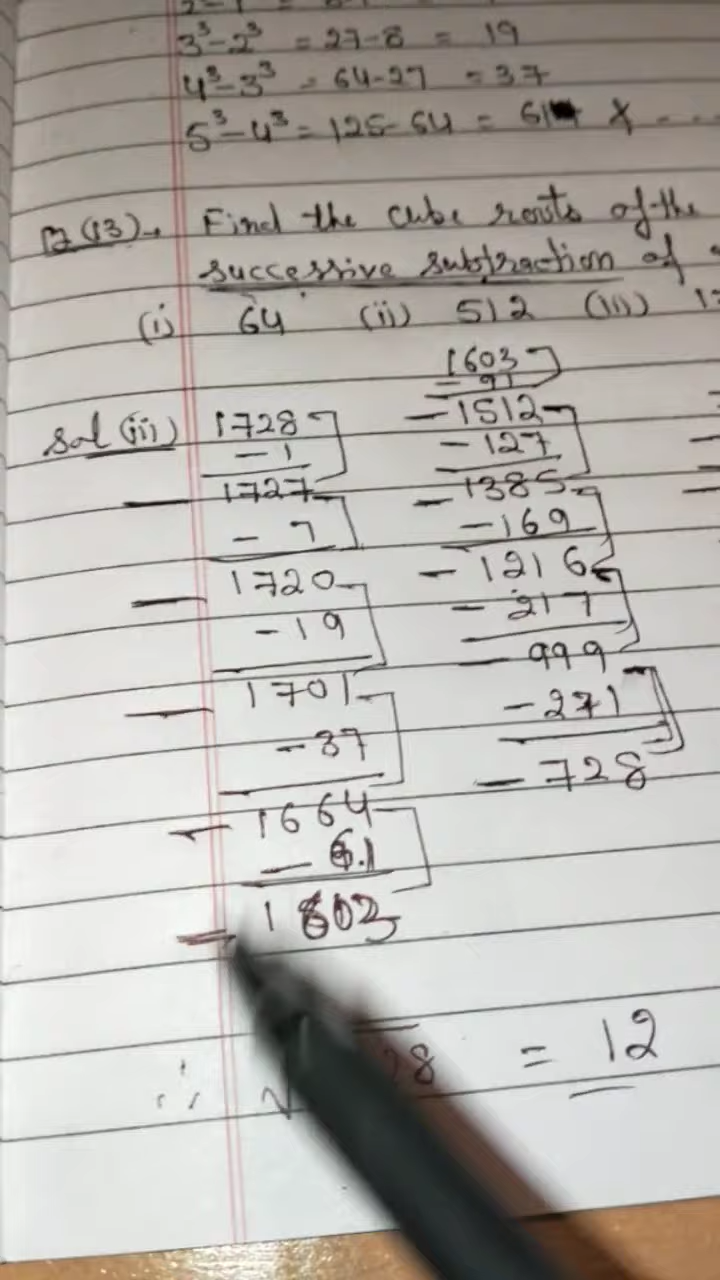 3³-2³ = 27-8 = 19
4³-3³ = 64-27 = 37
5³-4³ = 125-64 = 61 x - - -
Q(13). Find the cube roots of the
successive subtraction of
(i) 64 (ii) 512 (iii)
Sol (iii) 1728
- 1
1727
- 7
1720
- 19
1701
- 37
1664
- 61
1603
1603
- 91
- 1512
- 127
- 1385
- 169
- 1216
- 217
- 999
- 271
- 728
∴ = 12